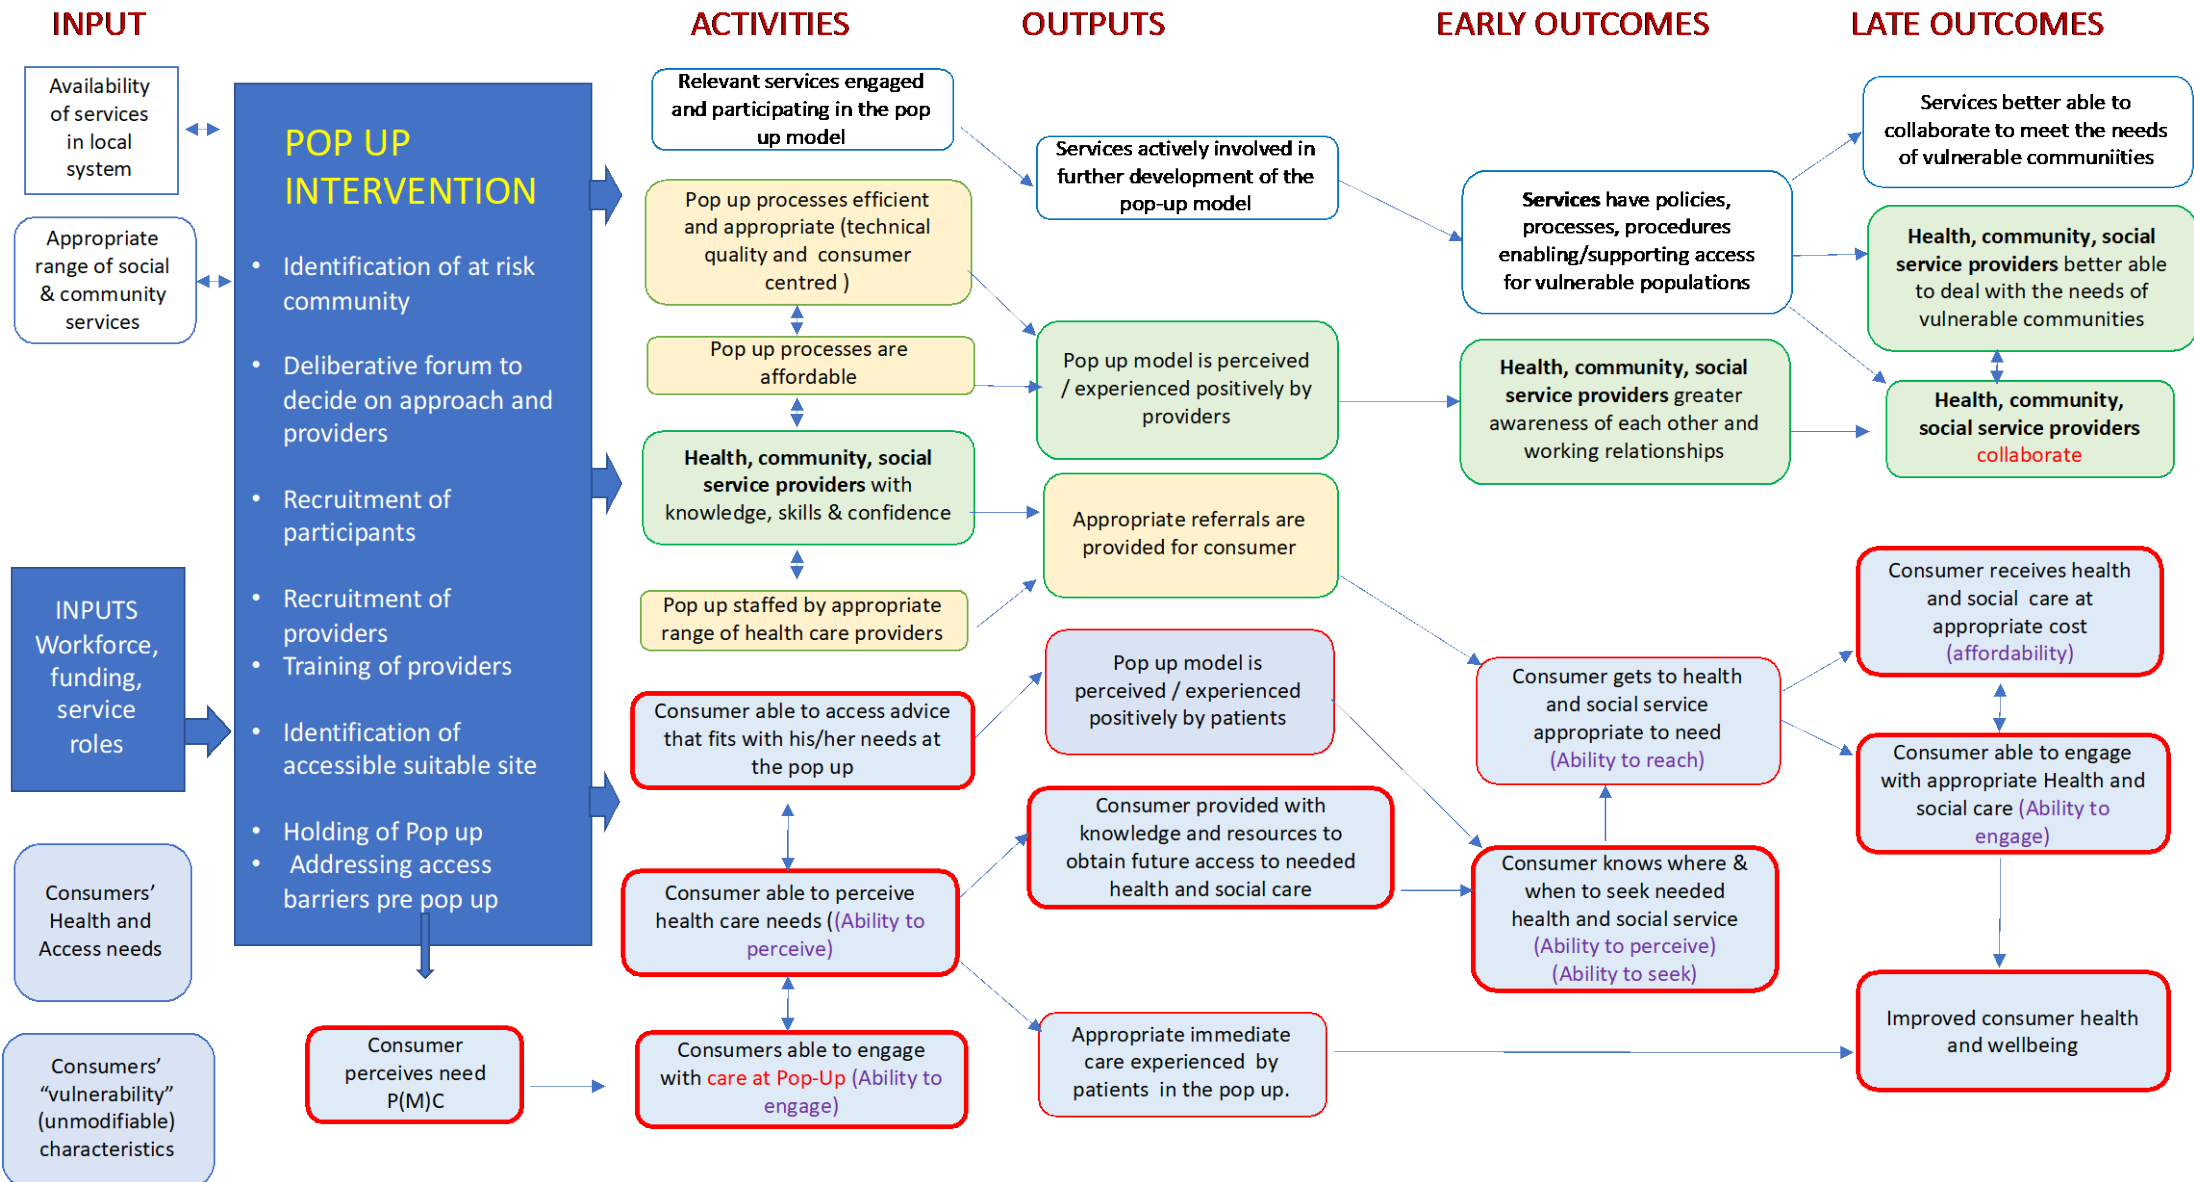 INPUT
ACTIVITIES
OUTPUTS
EARLY OUTCOMES
LATE OUTCOMES
Availability
of services
in local
system
Appropriate
range of social
& community
services
INPUTS
Workforce,
funding,
service
roles
Consumers'
Health and
Access needs
Consumers'
“vulnerability”
(unmodifiable)
characteristics
POP UP
INTERVENTION
• Identification of at risk
community
• Deliberative forum to
decide on approach and
providers
• Recruitment of
participants
• Recruitment of
providers
• Training of providers
• Identification of
accessible suitable site
• Holding of Pop up
• Addressing access
barriers pre pop up
Consumer
perceives need
P(M)C
Relevant services engaged
and participating in the pop
up model
Pop up processes efficient
and appropriate (technical
quality and consumer
centred )
Pop up processes are
affordable
Health, community, social
service providers with
knowledge, skills & confidence
Pop up staffed by appropriate
range of health care providers
Consumer able to access advice
that fits with his/her needs at
the pop up
Consumer able to perceive
health care needs ((Ability to
perceive)
Consumers able to engage
with care at Pop-Up (Ability to
engage)
Services actively involved in
further development of the
pop-up model
Pop up model is perceived
/ experienced positively by
providers
Appropriate referrals are
provided for consumer
Pop up model is
perceived / experienced
positively by patients
Consumer provided with
knowledge and resources to
obtain future access to needed
health and social care
Appropriate immediate
care experienced by
patients in the pop up.
Services have policies,
processes, procedures
enabling/supporting access
for vulnerable populations
Health, community, social
service providers greater
awareness of each other and
working relationships
Consumer gets to health
and social service
appropriate to need
(Ability to reach)
Consumer knows where &
when to seek needed
health and social service
(Ability to perceive)
(Ability to seek)
Services better able to
collaborate to meet the needs
of vulnerable communiities
Health, community, social
service providers better able
to deal with the needs of
vulnerable communities
Health, community,
social service providers
collaborate
Consumer receives health
and social care at
appropriate cost
(affordability)
Consumer able to engage
with appropriate Health and
social care (Ability to
engage)
Improved consumer health
and wellbeing